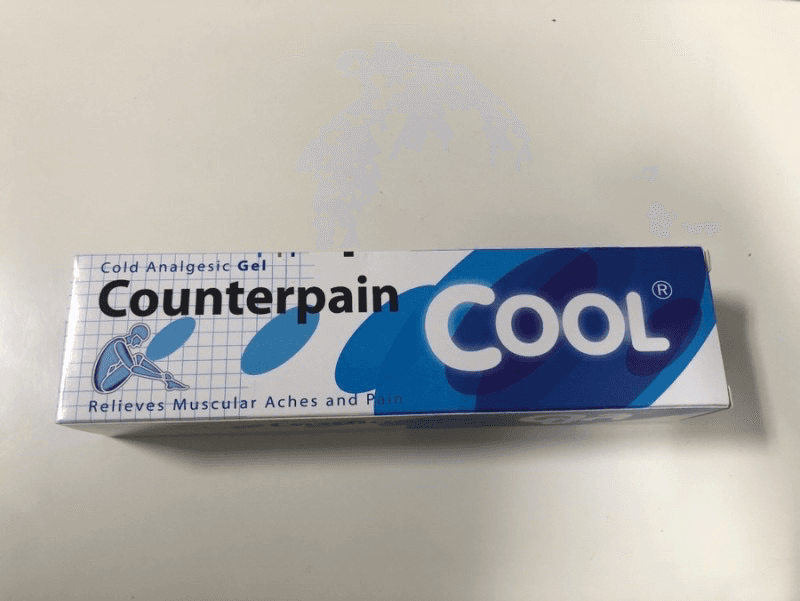 Cold Analgesic Gel
Counterpain
COOL®
Relieves Muscular Aches and Pain